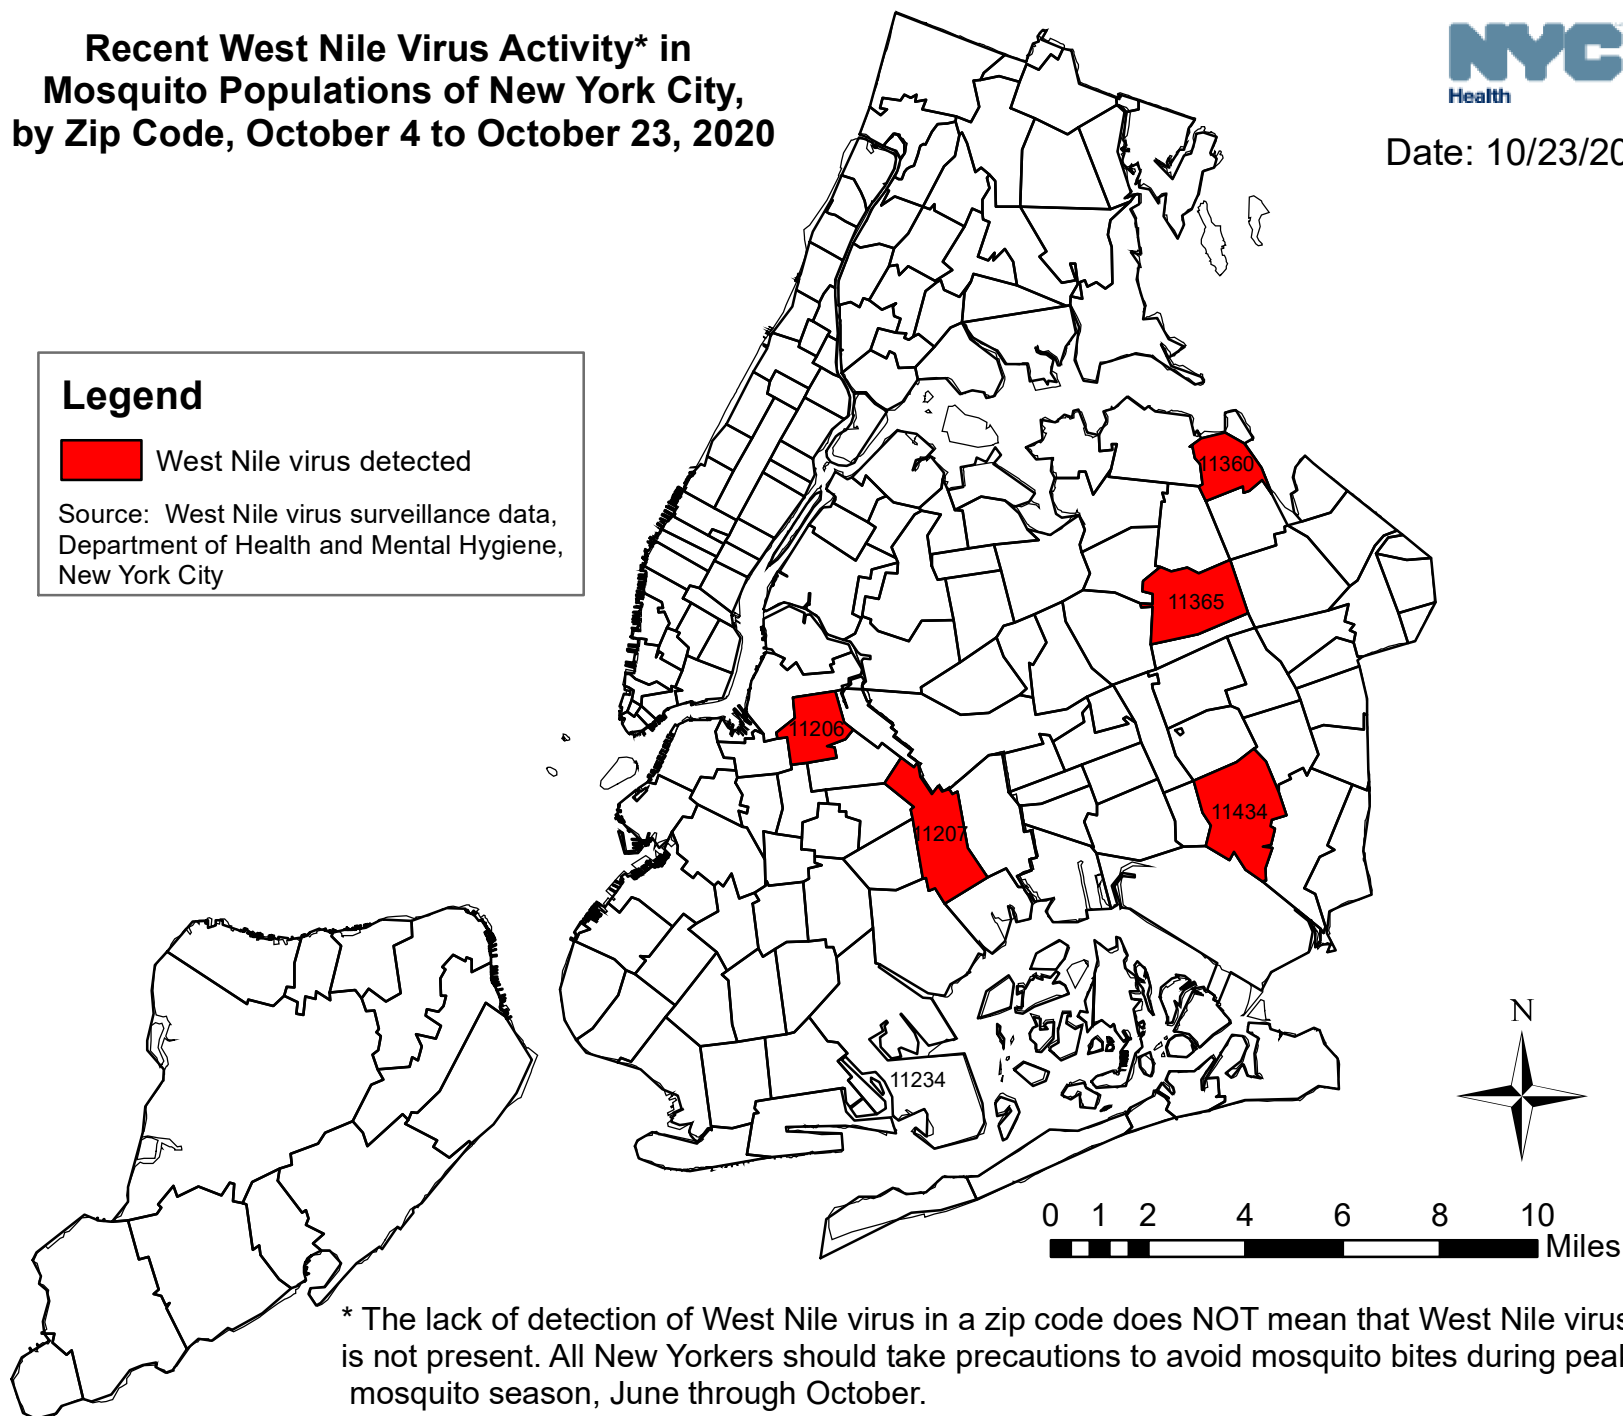 Recent West Nile Virus Activity* in
Mosquito Populations of New York City,
by Zip Code, October 4 to October 23, 2020
NYC
Health
Date: 10/23/20
Legend
West Nile virus detected
Source: West Nile virus surveillance data,
Department of Health and Mental Hygiene,
New York City
11360
11365
11206
11434
11207
11234
N
0 1 2 4 6 8 10
Miles
* The lack of detection of West Nile virus in a zip code does NOT mean that West Nile virus
is not present. All New Yorkers should take precautions to avoid mosquito bites during peak
mosquito season, June through October.